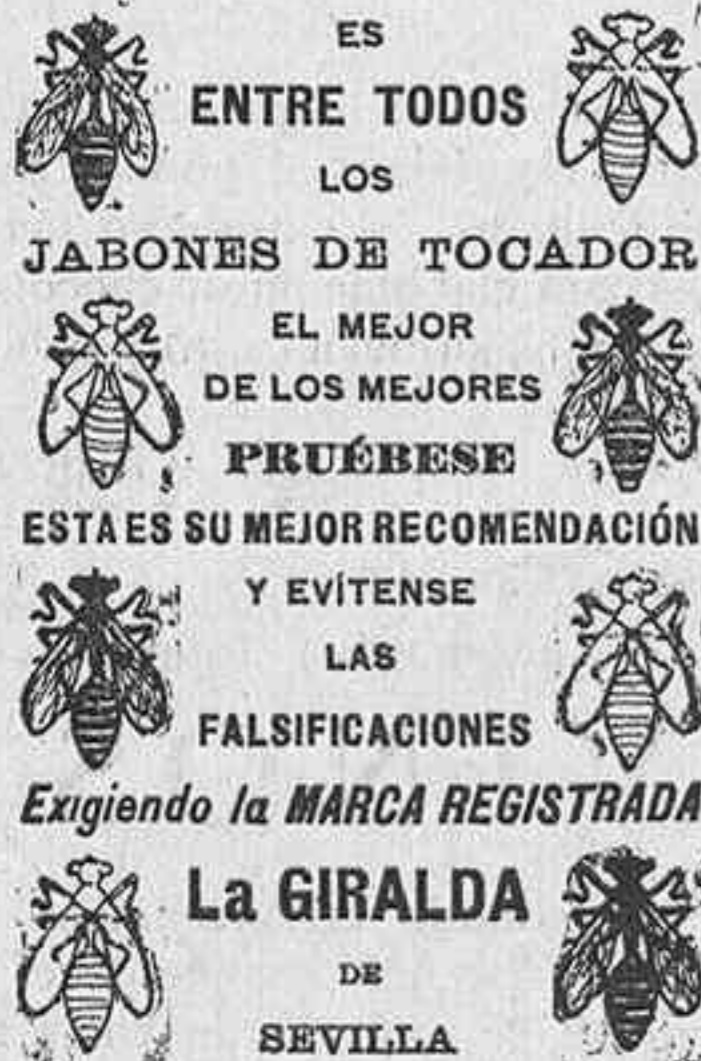 ES
ENTRE TODOS
LOS
JABONES DE TOCADOR
EL MEJOR
DE LOS MEJORES
PRUÉBESE
ESTA ES SU MEJOR RECOMENDACIÓN
Y EVÍTENSE
LAS
FALSIFICACIONES
Exigiendo la MARCA REGISTRADA
La GIRALDA
DE
SEVILLA